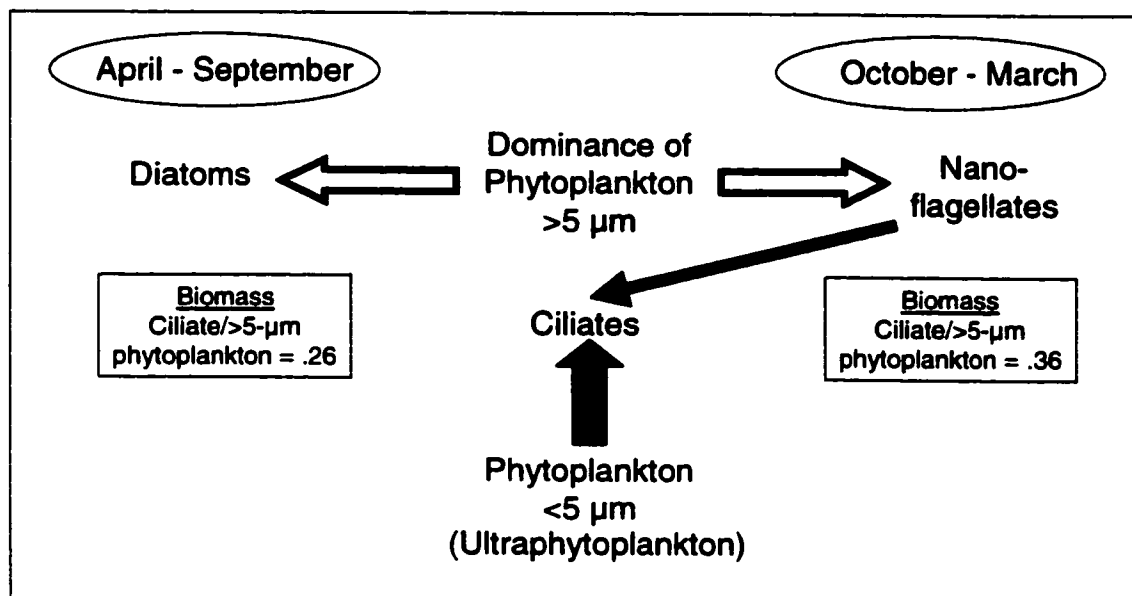 April - September
October - March
Diatoms
Dominance of
Phytoplankton
>5 µm
Nano-
flagellates
Biomass
Ciliate/>5-µm
phytoplankton = .26
Ciliates
Biomass
Ciliate/>5-µm
phytoplankton = .36
Phytoplankton
<5 µm
(Ultraphytoplankton)